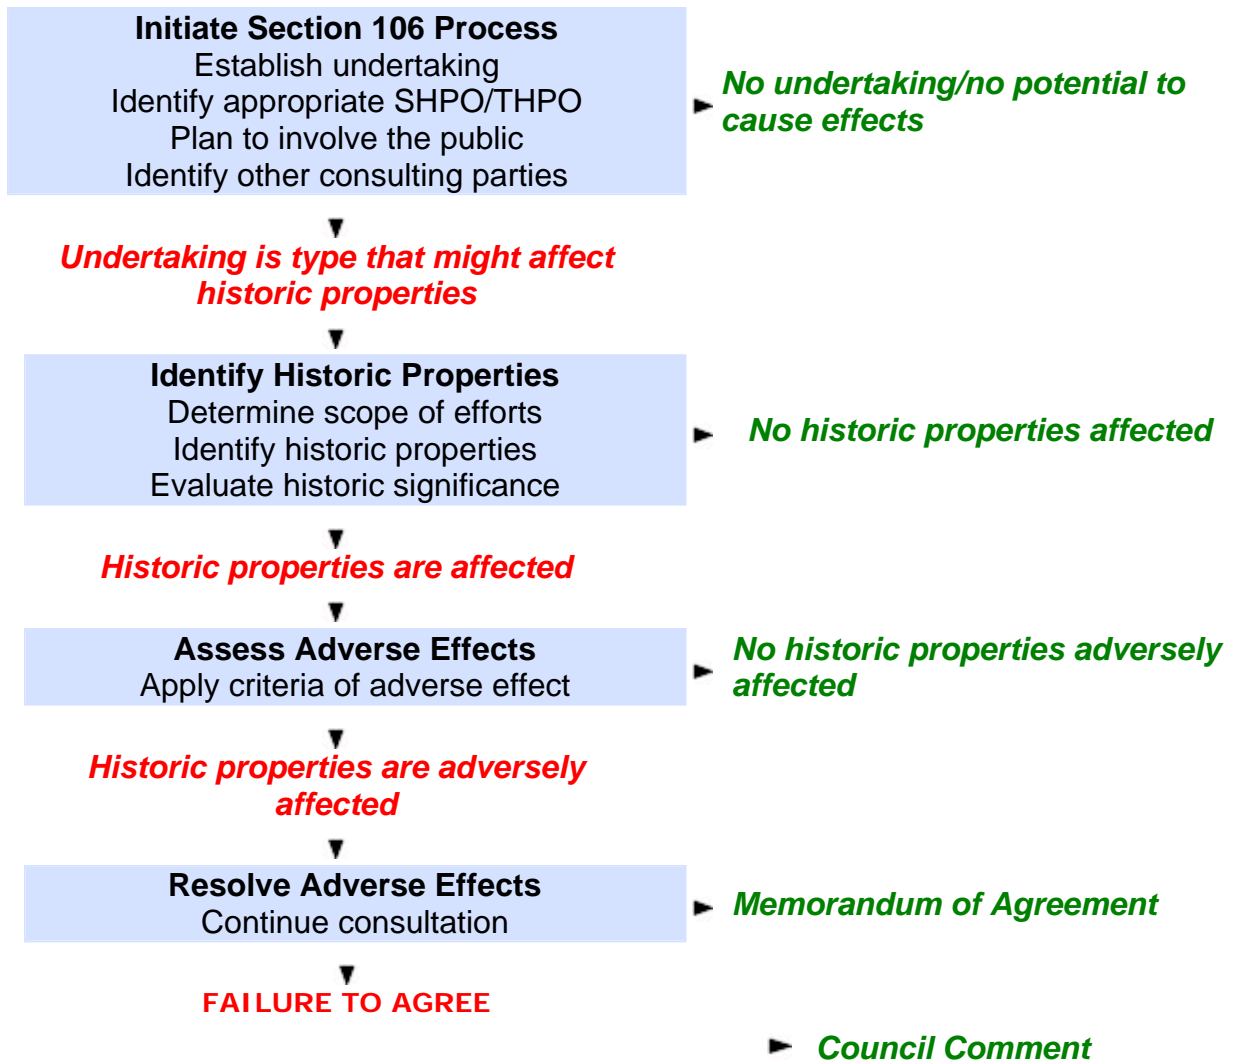 Initiate Section 106 Process
Establish undertaking
Identify appropriate SHPO/THPO
Plan to involve the public
Identify other consulting parties
No undertaking/no potential to
cause effects
Undertaking is type that might affect
historic properties
Identify Historic Properties
Determine scope of efforts
Identify historic properties
Evaluate historic significance
No historic properties affected
Historic properties are affected
Assess Adverse Effects
Apply criteria of adverse effect
No historic properties adversely
affected
Historic properties are adversely
affected
Resolve Adverse Effects
Continue consultation
Memorandum of Agreement
FAILURE TO AGREE
Council Comment